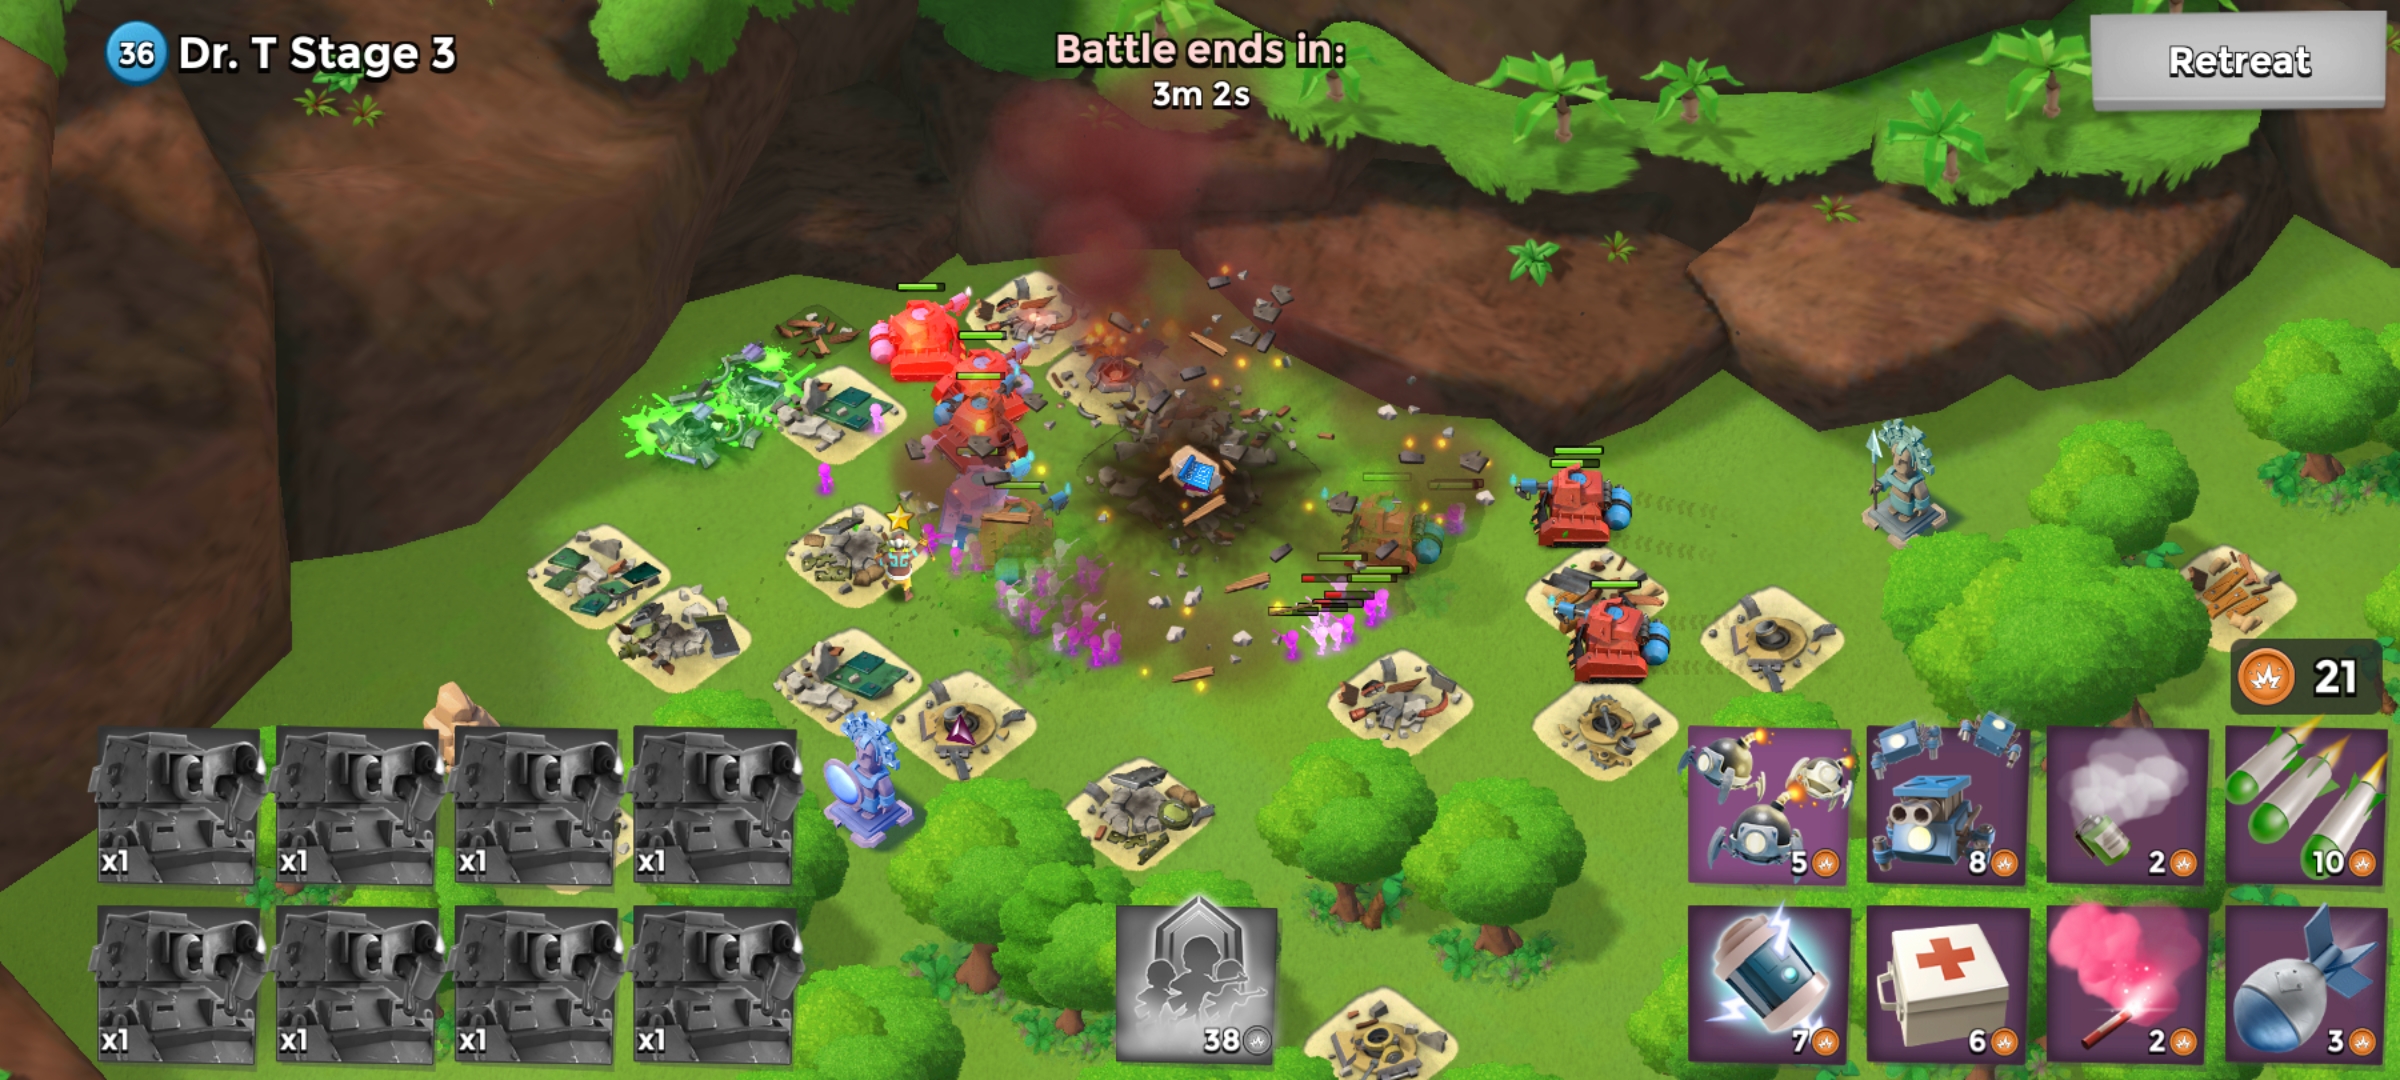 36 Dr. T Stage 3
Battle ends in:
3m 2s
Retreat
21
x1 x1 x1 x1
5 8 2 10
x1 x1 x1 x1
38
7 6 2 3